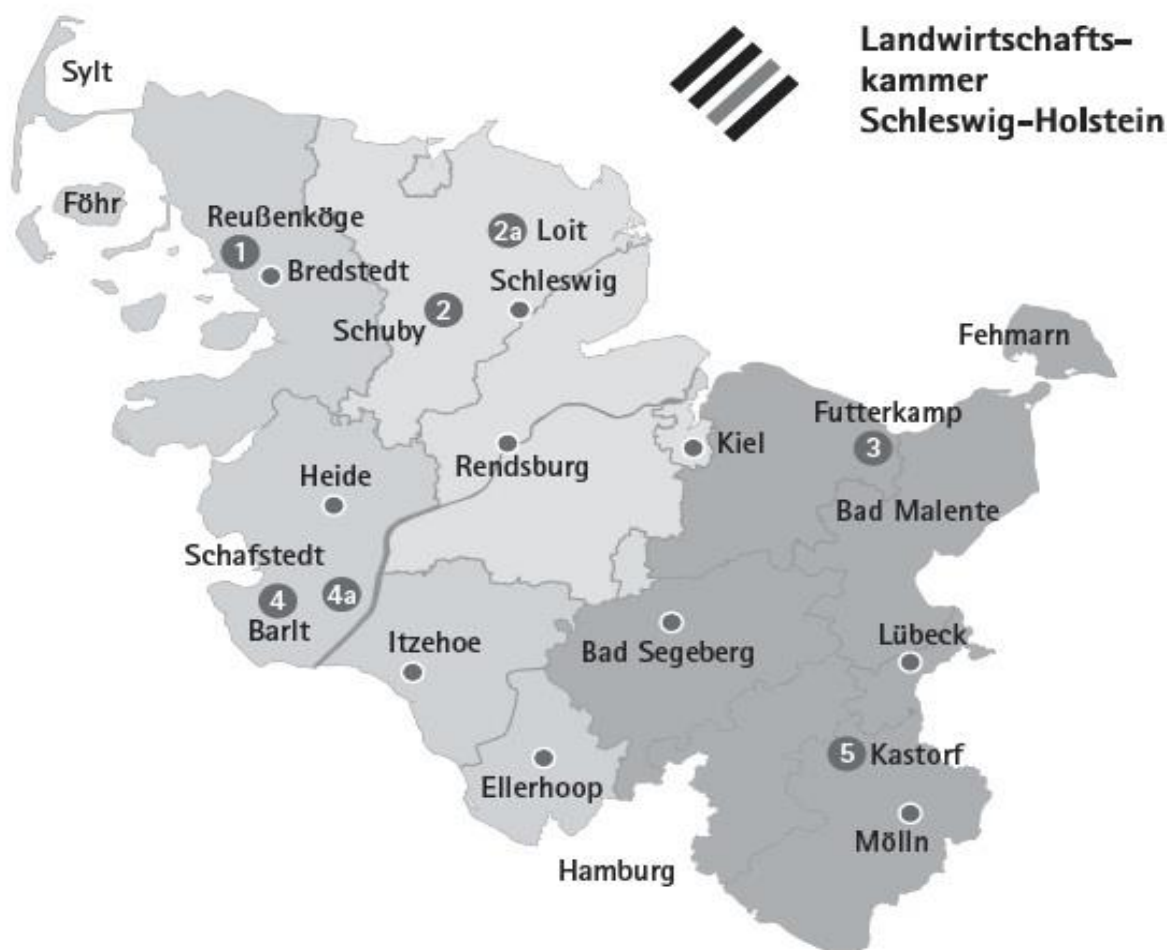 Landwirtschafts-
kammer
Schleswig-Holstein
Sylt
Föhr
Reußenköge
1
Bredstedt
2a Loit
Schleswig
2
Schuby
Fehmarn
Futterkamp
3
Kiel
Rendsburg
Heide
Bad Malente
Schafstedt
4 4a
Barlt
Itzehoe
Bad Segeberg
Lübeck
5 Kastorf
Ellerhoop
Mölln
Hamburg